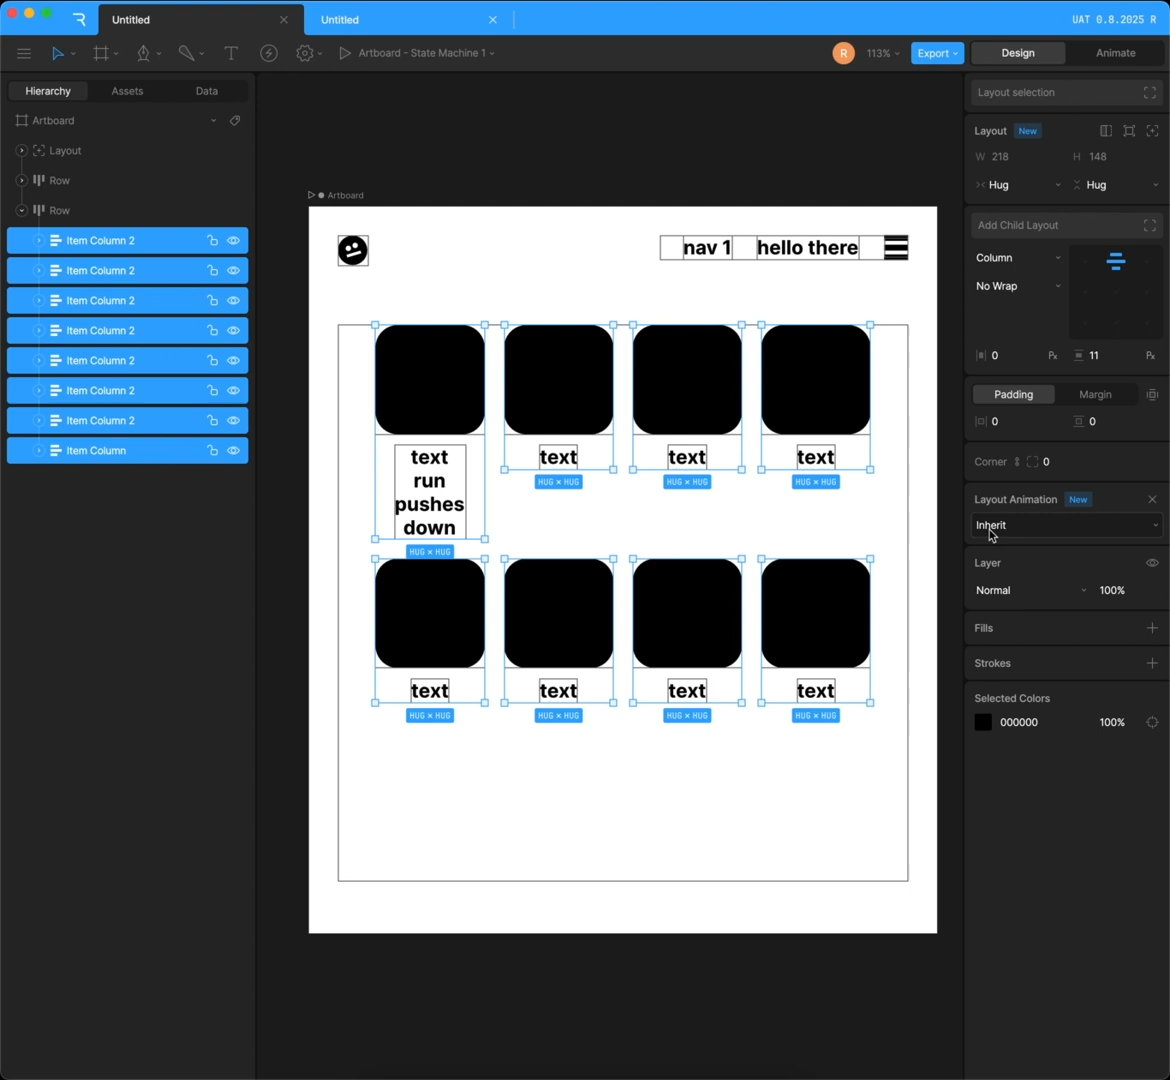 Untitled
Untitled
UAT 0.8.2025 R
Artboard - State Machine 1
R
113%
Export
Design
Animate
Hierarchy
Assets
Data
Artboard
Layout
Row
Row
Item Column 2
Item Column 2
Item Column 2
Item Column 2
Item Column 2
Item Column 2
Item Column 2
Item Column
Artboard
nav 1
hello there
text
run
pushes
down
HUG × HUG
text
HUG × HUG
text
HUG × HUG
text
HUG × HUG
text
HUG × HUG
text
HUG × HUG
text
HUG × HUG
text
HUG × HUG
Layout selection
Layout New
W 218 H 148
Hug Hug
Add Child Layout
Column
No Wrap
0 Px 11 Px
Padding Margin
0 0
Corner 0
Layout Animation New
Inherit
Layer
Normal 100%
Fills
Strokes
Selected Colors
000000 100%